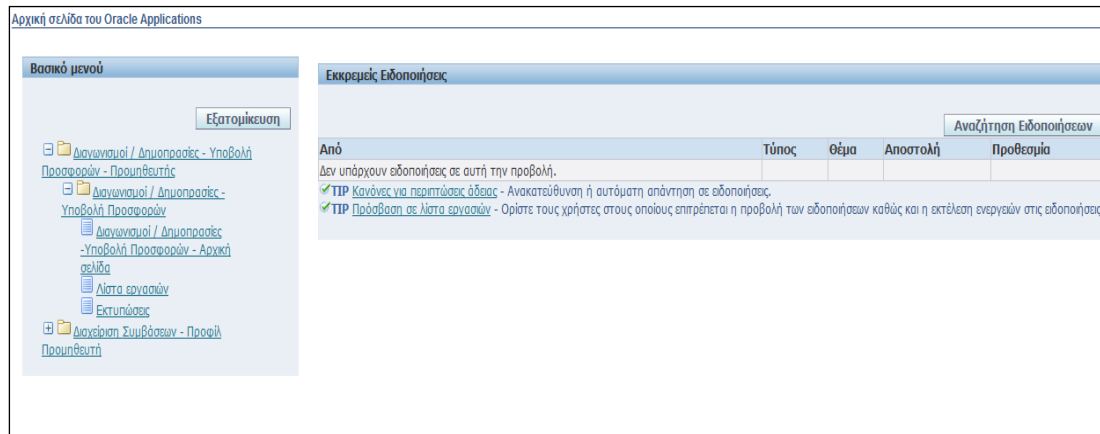 Αρχική σελίδα του Oracle Applications
Βασικό μενού
Εξατομίκευση
Διαγωνισμοί / Δημοπρασίες - Υποβολή
Προσφορών - Προμηθευτής
Διαγωνισμοί / Δημοπρασίες -
Υποβολή Προσφορών
Διαγωνισμοί / Δημοπρασίες
-Υποβολή Προσφορών - Αρχική
σελίδα
Λίστα εργασιών
Εκτυπώσεις
Διαχείριση Συμβάσεων - Προφίλ
Προμηθευτή
Εκκρεμείς Ειδοποιήσεις
Αναζήτηση Ειδοποιήσεων
Από Τύπος Θέμα Αποστολή Προθεσμία
Δεν υπάρχουν ειδοποιήσεις σε αυτή την προβολή.
TIP Κανόνες για περιπτώσεις άδειας - Ανακατεύθυνση ή αυτόματη απάντηση σε ειδοποιήσεις.
TIP Πρόσβαση σε λίστα εργασιών - Ορίστε τους χρήστες στους οποίους επιτρέπεται η προβολή των ειδοποιήσεων καθώς και η εκτέλεση ενεργειών στις ειδοποιήσεις